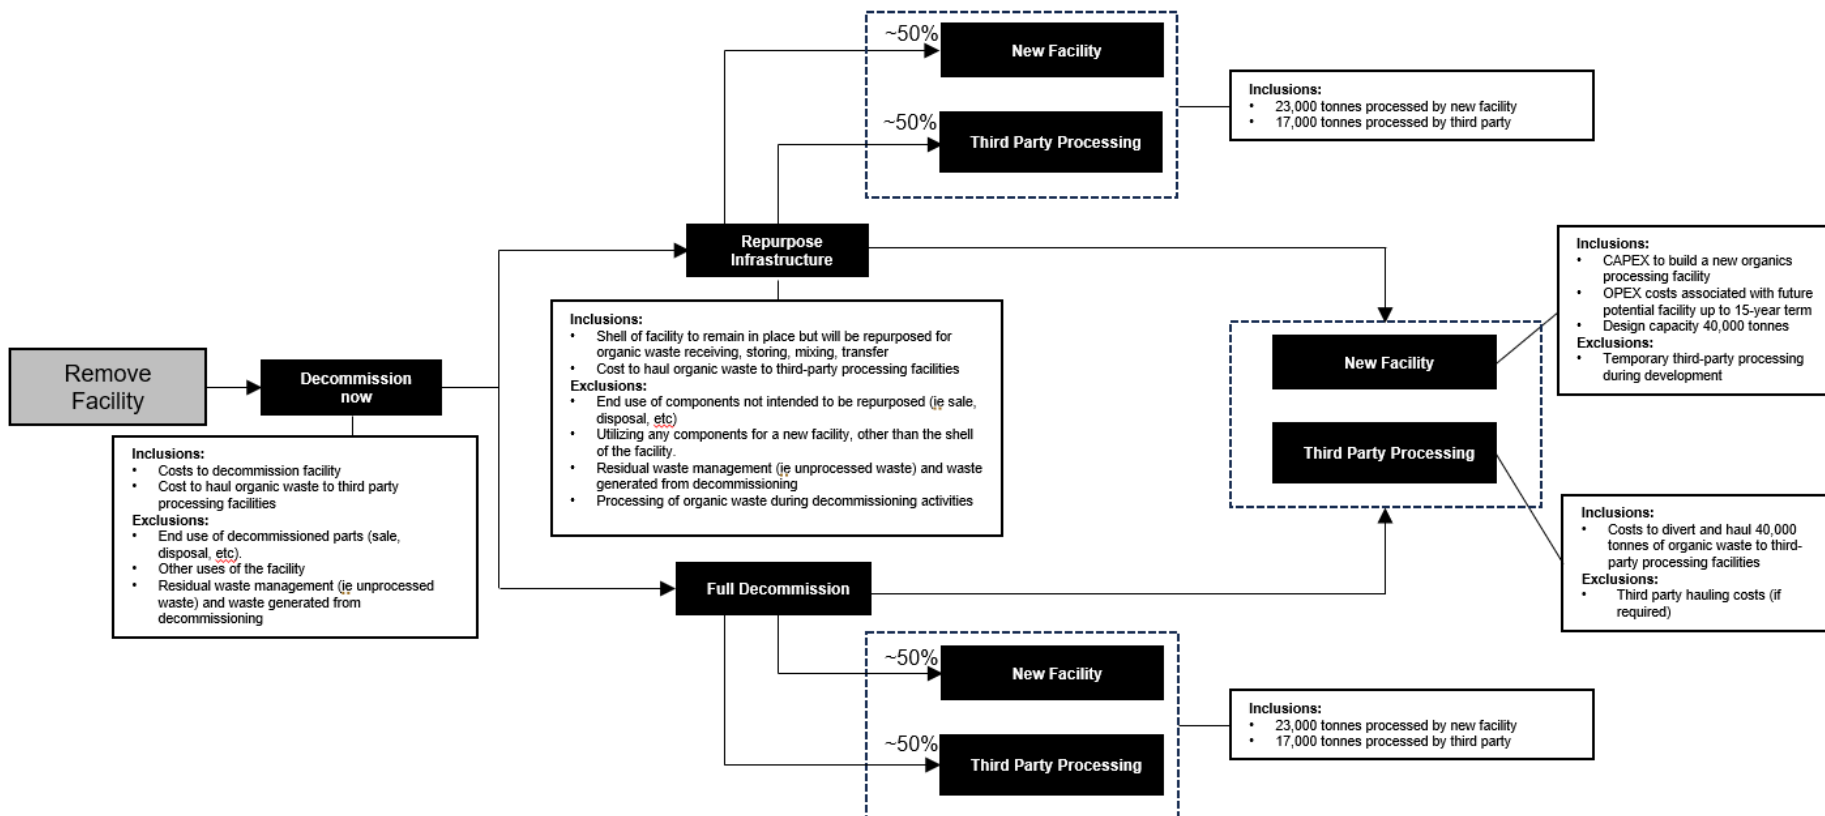 Remove
Facility
Decommission
now
Inclusions:
• Costs to decommission facility
• Cost to haul organic waste to third party
processing facilities
Exclusions:
• End use of decommissioned parts (sale,
disposal, etc).
• Other uses of the facility
• Residual waste management (ie unprocessed
waste) and waste generated from
decommissioning
Repurpose
Infrastructure
Inclusions:
• Shell of facility to remain in place but will be repurposed for
organic waste receiving, storing, mixing, transfer
• Cost to haul organic waste to third-party processing facilities
Exclusions:
• End use of components not intended to be repurposed (ie sale,
disposal, etc)
• Utilizing any components for a new facility, other than the shell
of the facility.
• Residual waste management (ie unprocessed waste) and waste
generated from decommissioning
• Processing of organic waste during decommissioning activities
Full Decommission
~50%
New Facility
~50%
Third Party Processing
Inclusions:
• 23,000 tonnes processed by new facility
• 17,000 tonnes processed by third party
New Facility
Third Party Processing
Inclusions:
• CAPEX to build a new organics
processing facility
• OPEX costs associated with future
potential facility up to 15-year term
• Design capacity 40,000 tonnes
Exclusions:
• Temporary third-party processing
during development
Inclusions:
• Costs to divert and haul 40,000
tonnes of organic waste to third-
party processing facilities
Exclusions:
• Third party hauling costs (if
required)
~50%
New Facility
~50%
Third Party Processing
Inclusions:
• 23,000 tonnes processed by new facility
• 17,000 tonnes processed by third party